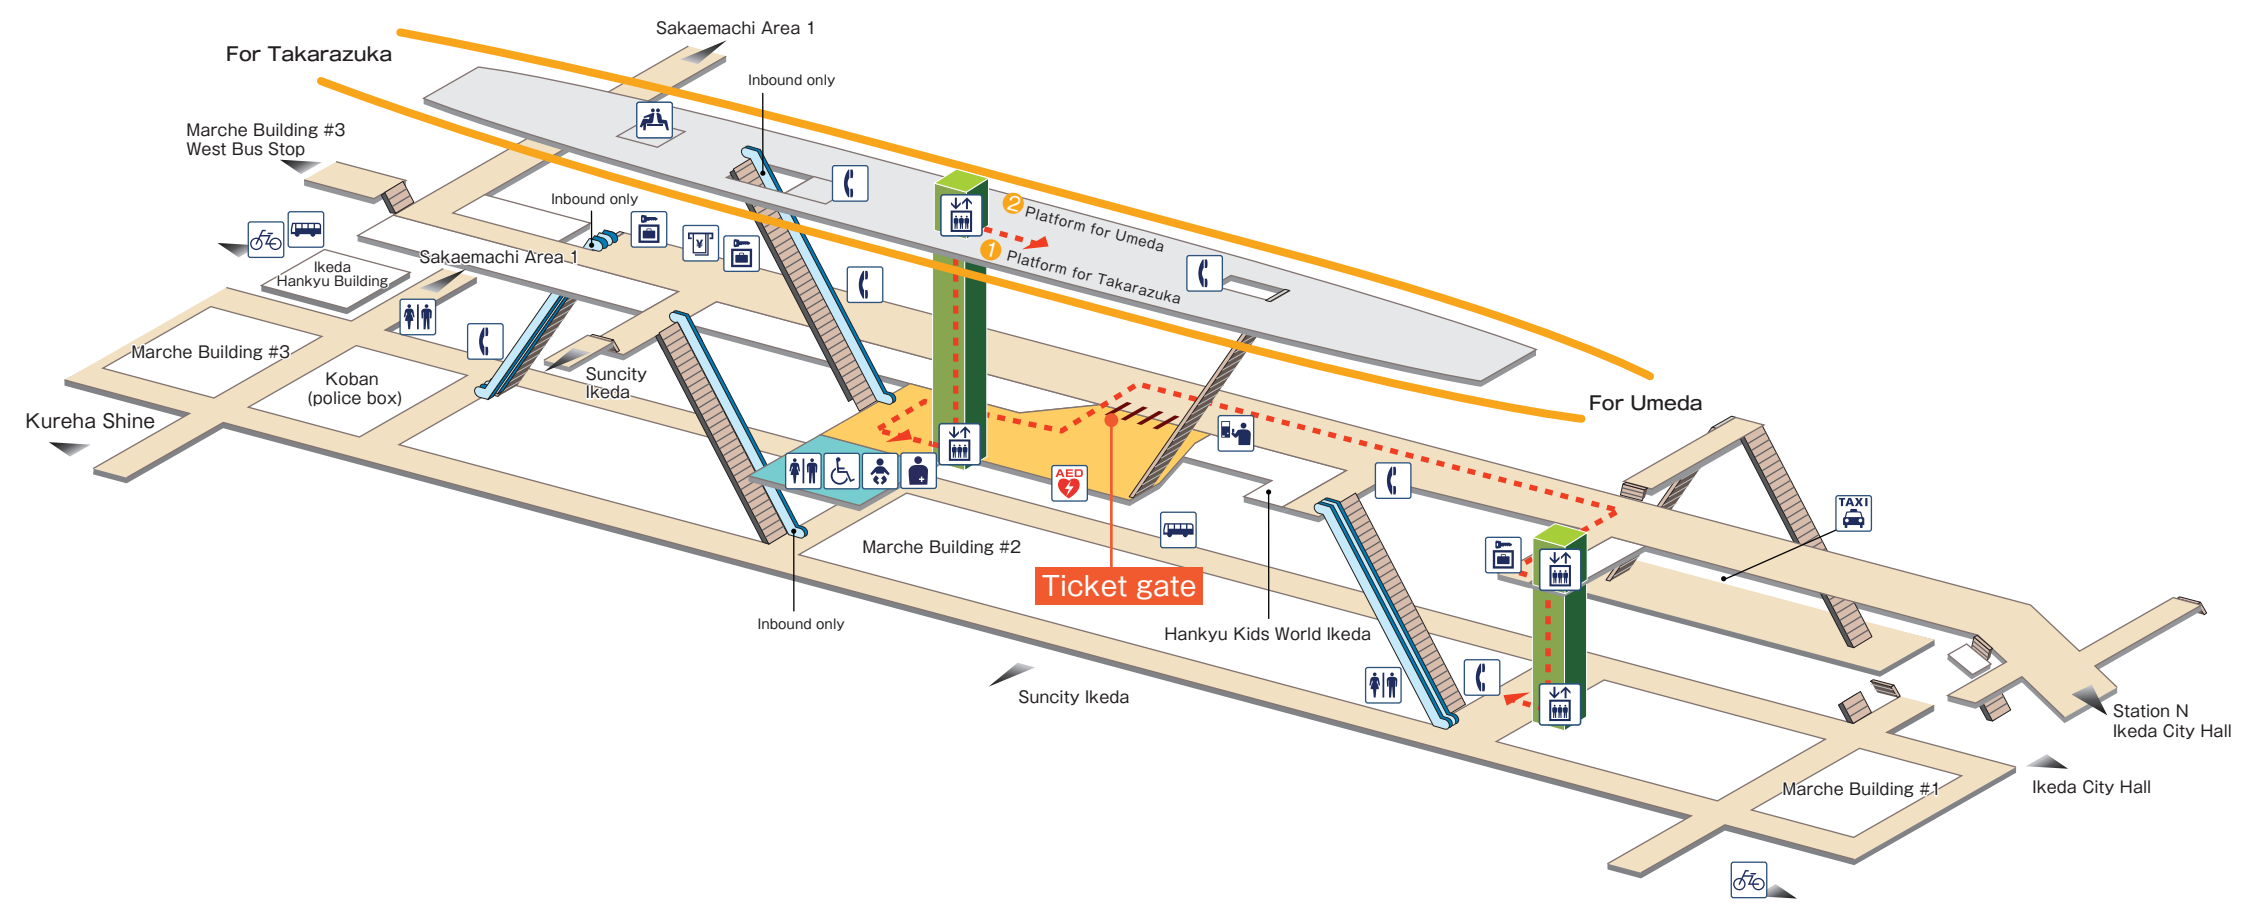 Sakaemachi Area 1
For Takarazuka
Inbound only
Marche Building #3
West Bus Stop
Inbound only
2 Platform for Umeda
1 Platform for Takarazuka
¥
Sakaemachi Area 1
Ikeda
Hankyu Building
Marche Building #3
Koban
(police box)
Suncity
Ikeda
Kureha Shine
For Umeda
AED
TAXI
Marche Building #2
Ticket gate
Inbound only
Hankyu Kids World Ikeda
Suncity Ikeda
Station N
Ikeda City Hall
Marche Building #1
Ikeda City Hall